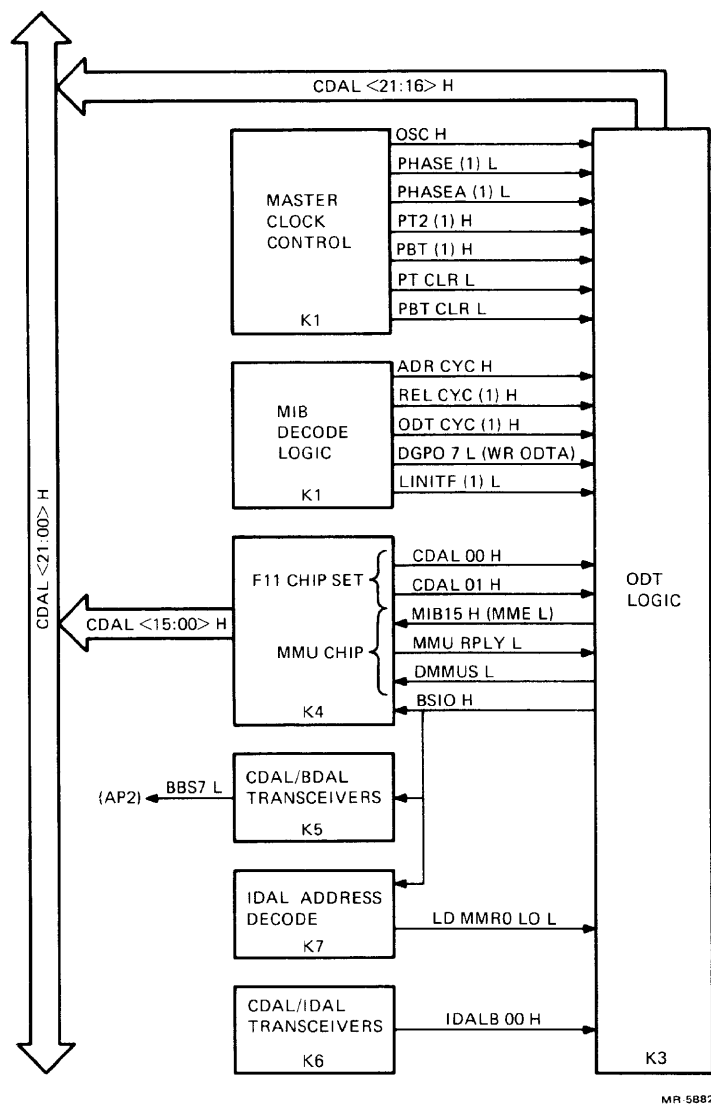 CDAL <21:16> H
CDAL <21:00> H
MASTER
CLOCK
CONTROL
K1
OSC H
PHASE (1) L
PHASEA (1) L
PT2 (1) H
PBT (1) H
PT CLR L
PBT CLR L
MIB
DECODE
LOGIC
K1
ADR CYC H
REL CYC (1) H
ODT CYC (1) H
DGPO 7 L (WR ODTA)
LINITF (1) L
F11 CHIP SET
MMU CHIP
K4
CDAL <15:00> H
CDAL 00 H
CDAL 01 H
MIB15 H (MME L)
MMU RPLY L
DMMUS L
BSIO H
ODT
LOGIC
K3
CDAL/BDAL
TRANSCEIVERS
K5
(AP2)
BBS7 L
IDAL ADDRESS
DECODE
K7
LD MMR0 LO L
CDAL/IDAL
TRANSCEIVERS
K6
IDALB 00 H
MR-5882